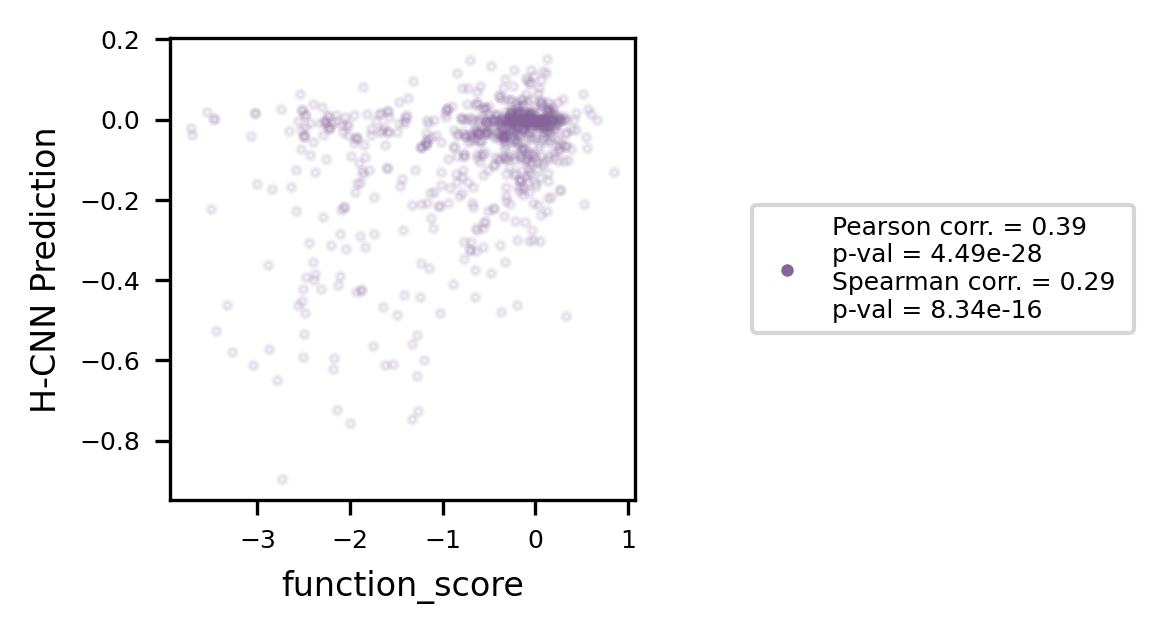 0.2
0.0
−0.2
−0.4
−0.6
−0.8
H-CNN Prediction
−3
−2
−1
0
1
function_score
Pearson corr. = 0.39
p-val = 4.49e-28
Spearman corr. = 0.29
p-val = 8.34e-16